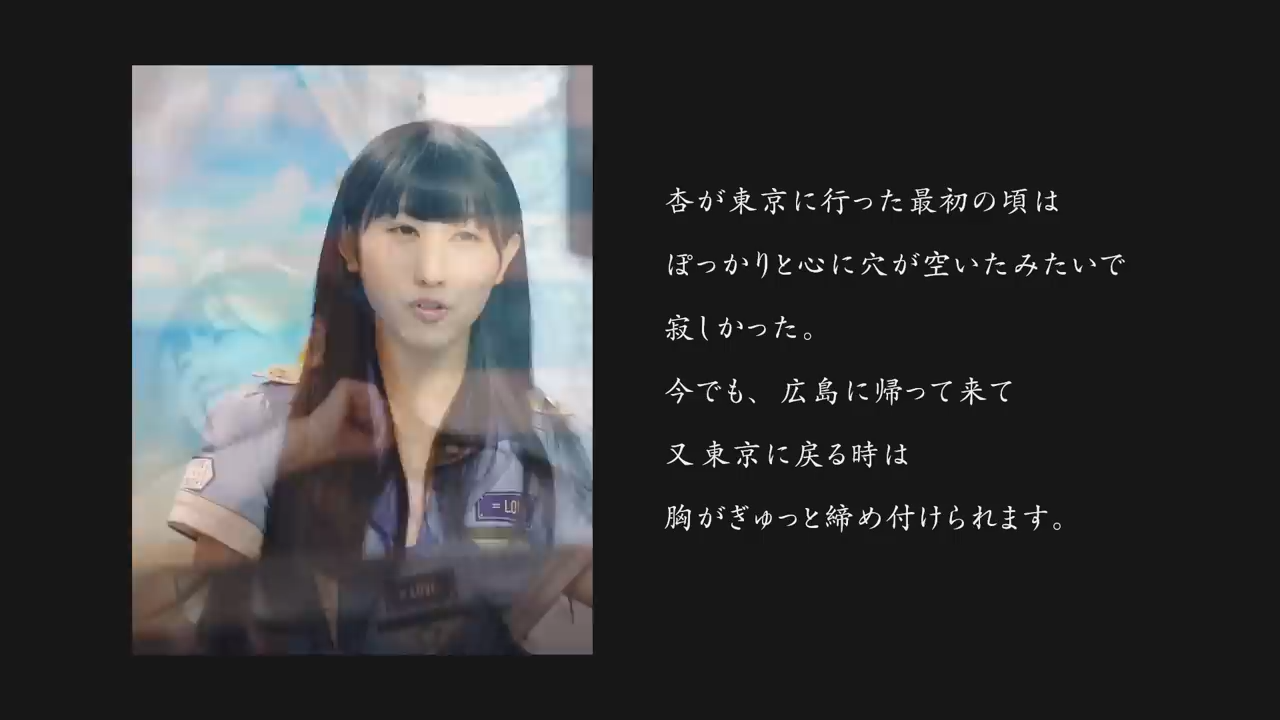 杏が東京に行った最初の頃は
ぽっかりと心に穴が空いたみたいで
寂しかった。
今でも、広島に帰って来て
又東京に戻る時は
胸がぎゅっと締め付けられます。
= LO
= LOVE